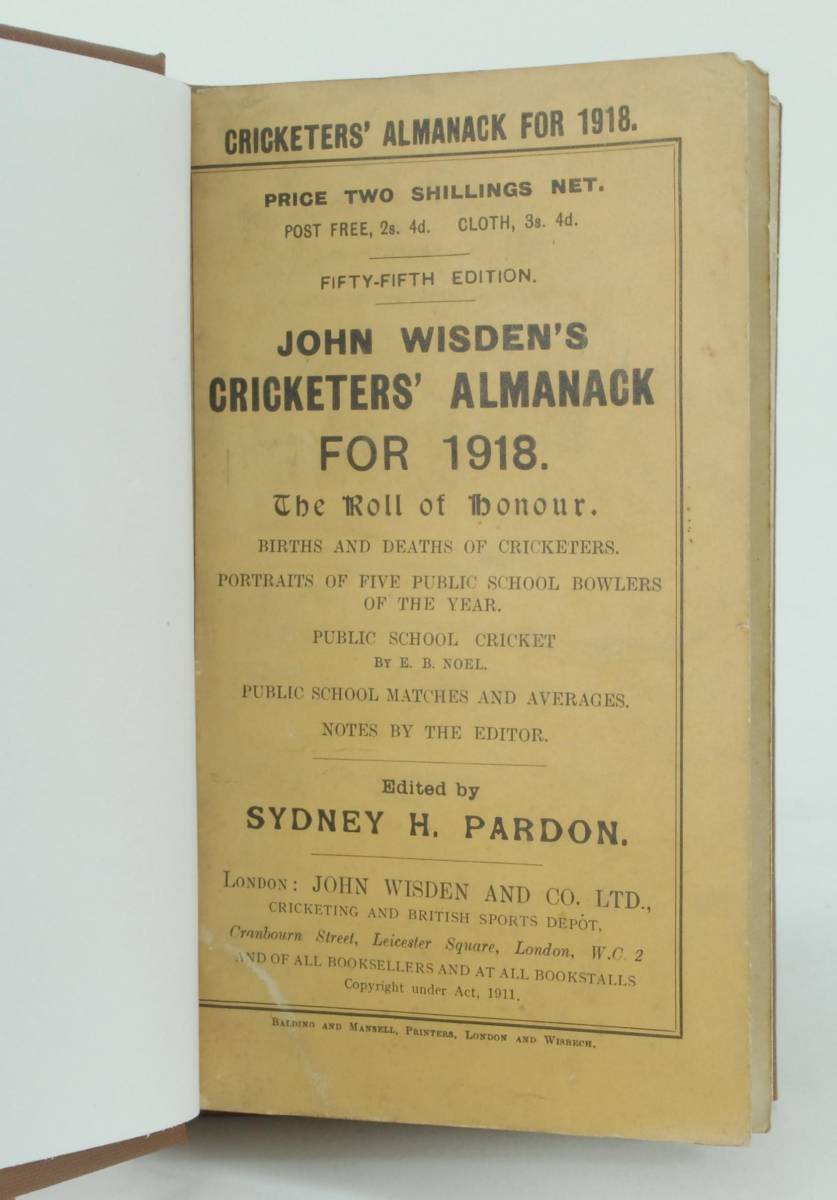 CRICKETERS' ALMANACK FOR 1918.
PRICE TWO SHILLINGS NET.
POST FREE, 2s. 4d. CLOTH, 3s. 4d.
FIFTY-FIFTH EDITION.
JOHN WISDEN'S
CRICKETERS' ALMANACK
FOR 1918.
The Roll of Honour.
BIRTHS AND DEATHS OF CRICKETERS.
PORTRAITS OF FIVE PUBLIC SCHOOL BOWLERS
OF THE YEAR.
PUBLIC SCHOOL CRICKET
BY E. B. NOEL.
PUBLIC SCHOOL MATCHES AND AVERAGES.
NOTES BY THE EDITOR.
Edited by
SYDNEY H. PARDON.
LONDON: JOHN WISDEN AND CO. LTD.,
CRICKETING AND BRITISH SPORTS DEPÔT,
Cranbourn Street, Leicester Square, London, W.C. 2
AND OF ALL BOOKSELLERS AND AT ALL BOOKSTALLS
Copyright under Act, 1911.
BALDING AND MANSELL, PRINTERS, LONDON AND WISBECH.